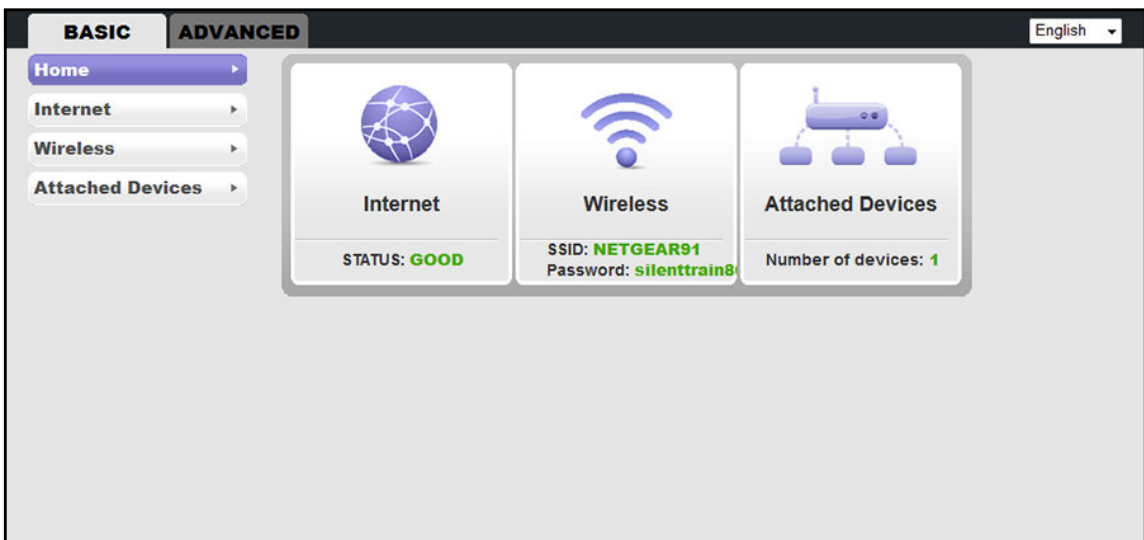 BASIC
ADVANCED
English
Home
Internet
Wireless
Attached Devices
Internet
STATUS: GOOD
Wireless
SSID: NETGEAR91
Password:
Attached Devices
Number of devices: 1